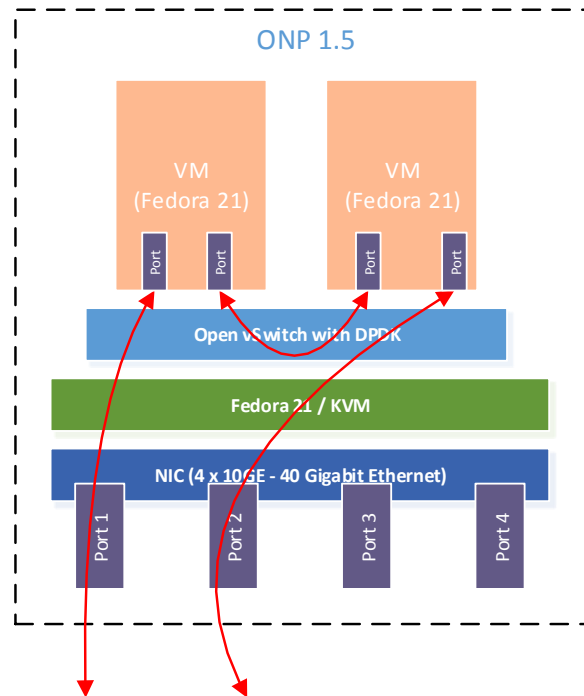 ONP 1.5
VM
(Fedora 21)
VM
(Fedora 21)
Port
Port
Port
Port
Open vSwitch with DPDK
Fedora 21 / KVM
NIC (4 x 10GE - 40 Gigabit Ethernet)
Port 1
Port 2
Port 3
Port 4